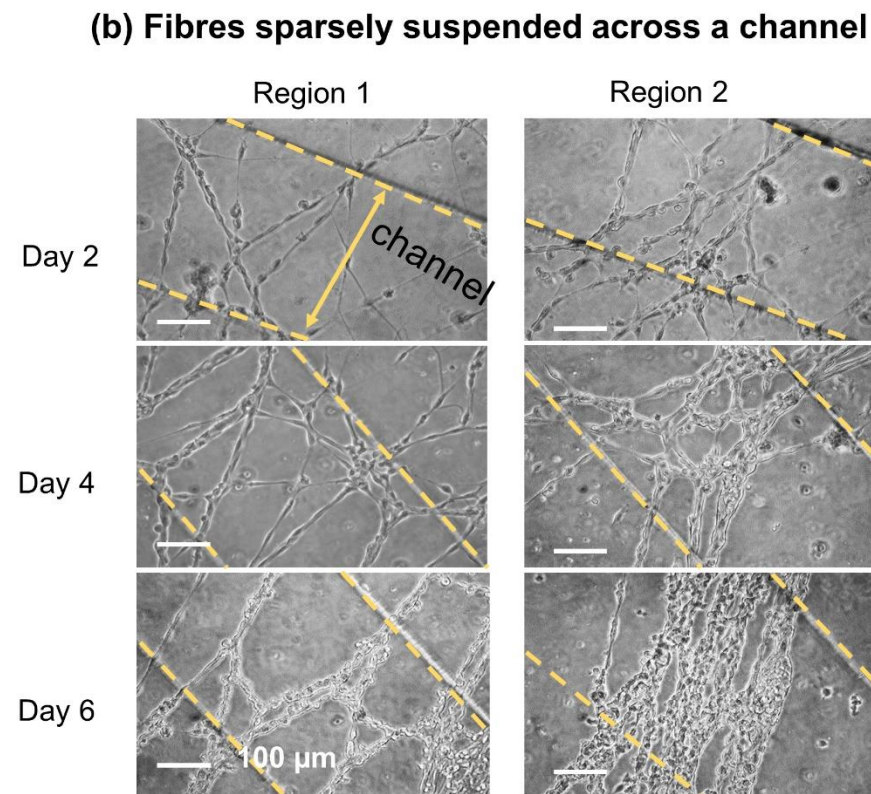 (b) Fibres sparsely suspended across a channel
Region 1
Region 2
Day 2
channel
Day 4
Day 6
100 µm